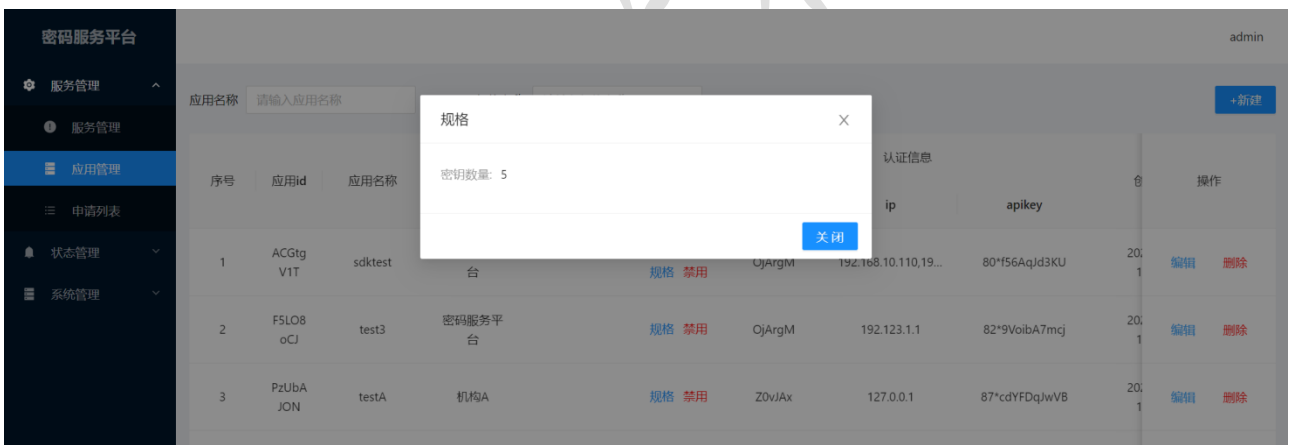 密码服务平台
admin
服务管理
应用名称 请输入应用名称
+新建
服务管理
规格
应用管理
密钥数量: 5
认证信息
序号 应用id 应用名称
操作
ip apikey
申请列表
关 闭
状态管理
1 ACGtg sdktest
V1T
台
规格 禁用 OjArgM 192.168.10.110,19... 80*f56AqJd3KU
202
1
编辑 删除
系统管理
2 F5LO8
oCJ
test3 密码服务平
台
规格 禁用 OjArgM 192.123.1.1 82*9VoibA7mcj
202
1
编辑 删除
3 PzUbA
JON
testA 机构A 规格 禁用 Z0vJAx 127.0.0.1 87*cdYFDqJwVB
202
1
编辑 删除